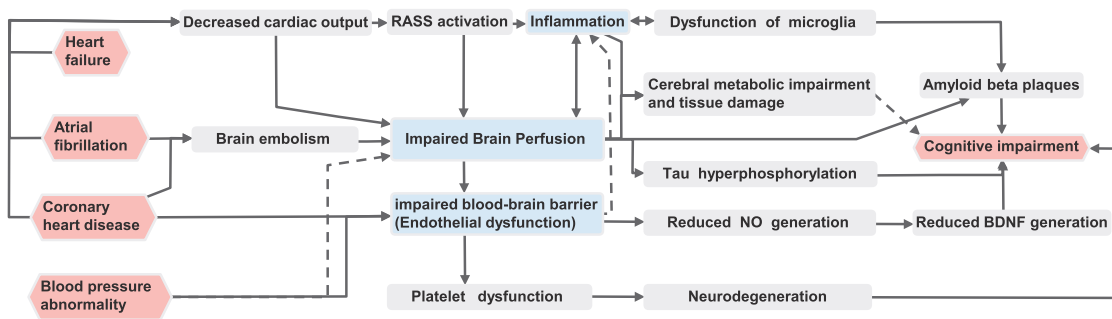 Decreased cardiac output
RASS activation
Inflammation
Dysfunction of microglia
Heart
failure
Cerebral metabolic impairment
and tissue damage
Amyloid beta plaques
Atrial
fibrillation
Brain embolism
Impaired Brain Perfusion
Cognitive impairment
Tau hyperphosphorylation
Coronary
heart disease
impaired blood-brain barrier
(Endothelial dysfunction)
Reduced NO generation
Reduced BDNF generation
Blood pressure
abnormality
Platelet dysfunction
Neurodegeneration